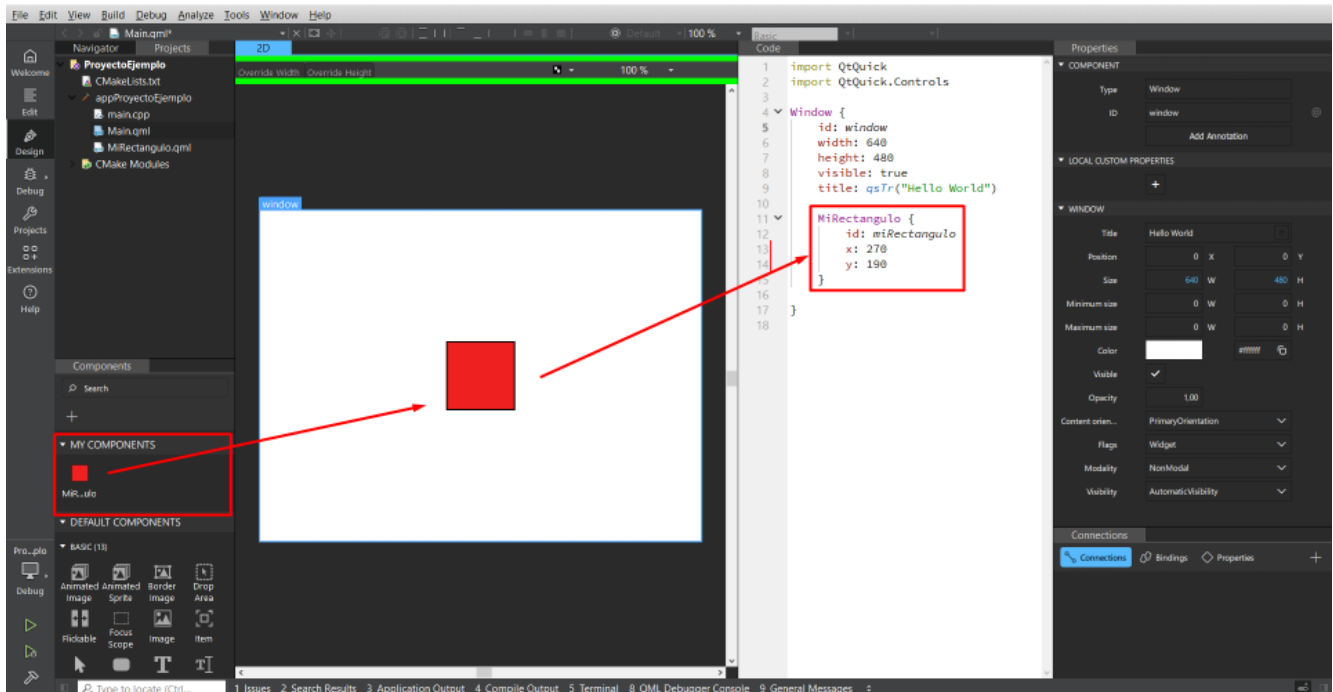 File Edit View Build Debug Analyze Tools Window Help
Main.qml*
Default 100 % Basic
Navigator Projects
2D
Code
Properties
Welcome
Edit
Design
Debug
Projects
Extensions
Help
ProyectoEjemplo
CMakeLists.txt
appProyectoEjemplo
main.cpp
Main.qml
MiRectangulo.qml
CMake Modules
Components
Search
MY COMPONENTS
MiR...ulo
DEFAULT COMPONENTS
BASIC (13)
Animated Image
Animated Sprite
Border Image
Drop Area
Flickable
Focus Scope
Image
Item
Pro...plo
Debug
Override Width Override Height
100 %
window
1 import QtQuick
2 import QtQuick.Controls
3
4 Window {
5 id: window
6 width: 640
7 height: 480
8 visible: true
9 title: qsTr("Hello World")
10
11 MiRectangulo {
12 id: miRectangulo
13 x: 270
14 y: 190
15 }
16
17 }
18
COMPONENT
Type Window
ID window
Add Annotation
LOCAL CUSTOM PROPERTIES
WINDOW
Title Hello World
Position 0 X 0 Y
Size 640 W 480 H
Minimum size 0 W 0 H
Maximum size 0 W 0 H
Color #ffffff
Visible
Opacity 1,00
Content orien... PrimaryOrientation
Flags Widget
Modality NonModal
Visibility AutomaticVisibility
Connections
Connections Bindings Properties
Type to locate (Ctrl...
1 Issues 2 Search Results 3 Application Output 4 Compile Output 5 Terminal 8 QML Debugger Console 9 General Messages